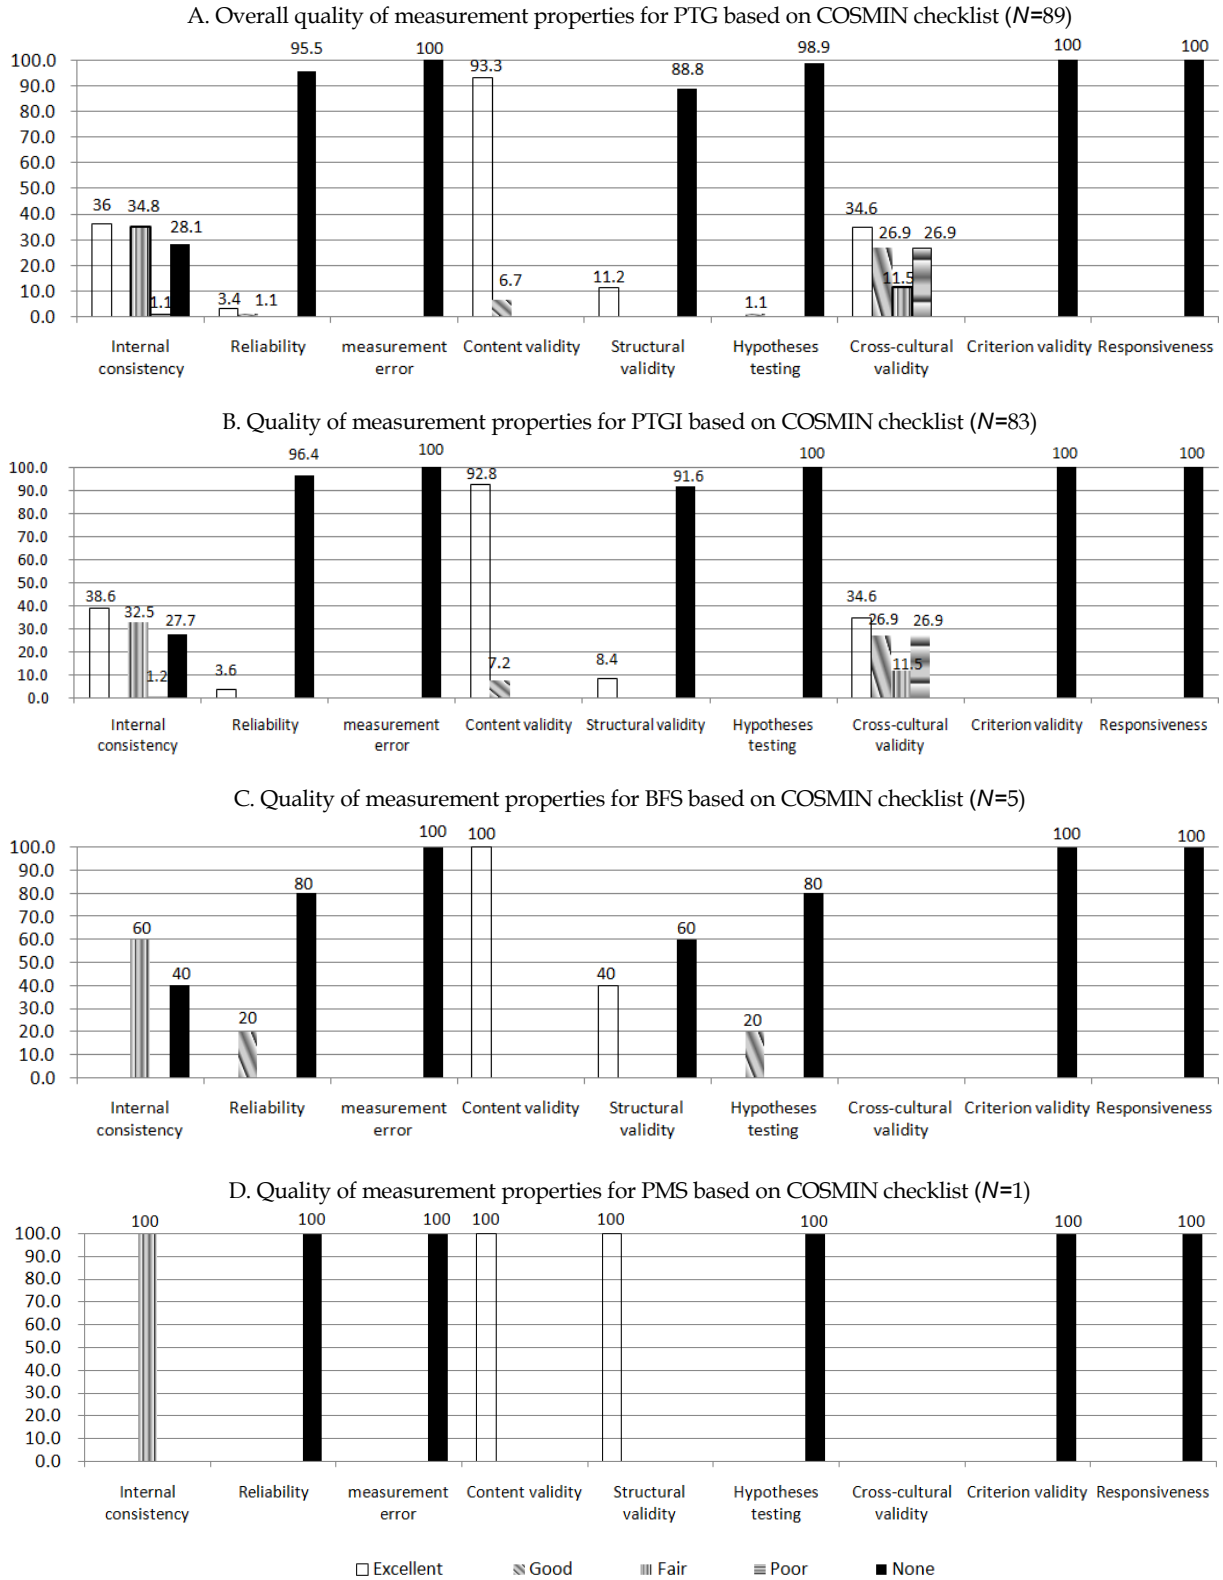 A. Overall quality of measurement properties for PTG based on COSMIN checklist (N=89)
95.5 100 93.3 88.8 98.9 100 100
100.0
90.0
80.0
70.0
60.0
50.0
40.0
30.0
20.0
10.0
0.0
36 34.8 1.1 28.1
3.4 1.1
6.7
11.2
1.1
34.6 26.9 11.5 26.9
Internal consistency
Reliability
measurement error
Content validity
Structural validity
Hypotheses testing
Cross-cultural validity
Criterion validity
Responsiveness
B. Quality of measurement properties for PTGI based on COSMIN checklist (N=83)
96.4 100 92.8 91.6 100 100 100
100.0
90.0
80.0
70.0
60.0
50.0
40.0
30.0
20.0
10.0
0.0
38.6 32.5 1.2 27.7
3.6
7.2
8.4
34.6 26.9 11.5 26.9
Internal consistency
Reliability
measurement error
Content validity
Structural validity
Hypotheses testing
Cross-cultural validity
Criterion validity
Responsiveness
C. Quality of measurement properties for BFS based on COSMIN checklist (N=5)
100 100 100 100
100.0
90.0
80.0
70.0
60.0
50.0
40.0
30.0
20.0
10.0
0.0
60 40
20 80
40 60
20 80
Internal consistency
Reliability
measurement error
Content validity
Structural validity
Hypotheses testing
Cross-cultural validity
Criterion validity
Responsiveness
D. Quality of measurement properties for PMS based on COSMIN checklist (N=1)
100 100 100 100 100 100 100 100
100.0
90.0
80.0
70.0
60.0
50.0
40.0
30.0
20.0
10.0
0.0
Internal consistency
Reliability
measurement error
Content validity
Structural validity
Hypotheses testing
Cross-cultural validity
Criterion validity
Responsiveness
Excellent Good Fair Poor None